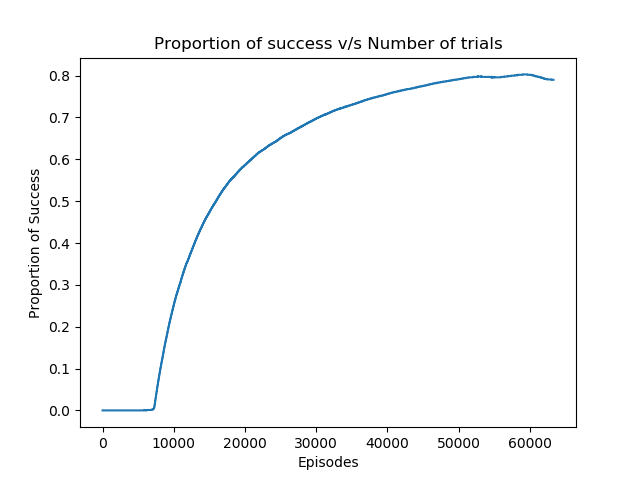 Proportion of success v/s Number of trials
0.8
0.7
0.6
0.5
0.4
0.3
0.2
0.1
0.0
Proportion of Success
0 10000 20000 30000 40000 50000 60000
Episodes